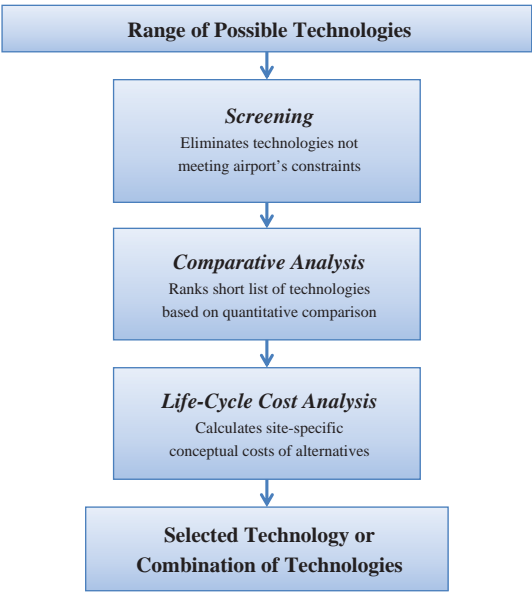 Range of Possible Technologies
Screening
Eliminates technologies not
meeting airport’s constraints
Comparative Analysis
Ranks short list of technologies
based on quantitative comparison
Life-Cycle Cost Analysis
Calculates site-specific
conceptual costs of alternatives
Selected Technology or
Combination of Technologies